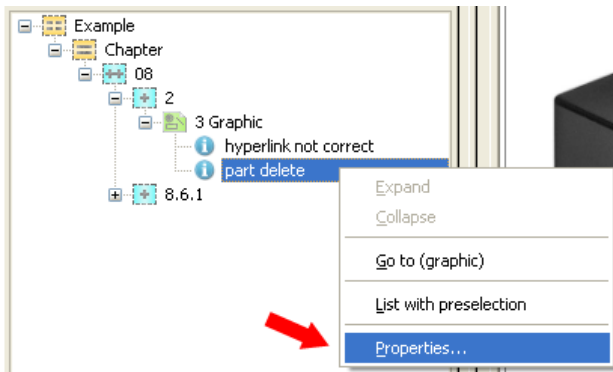 Example
Chapter
08
2
3 Graphic
hyperlink not correct
part delete
8.6.1
Expand
Collapse
Go to (graphic)
List with preselection
Properties...